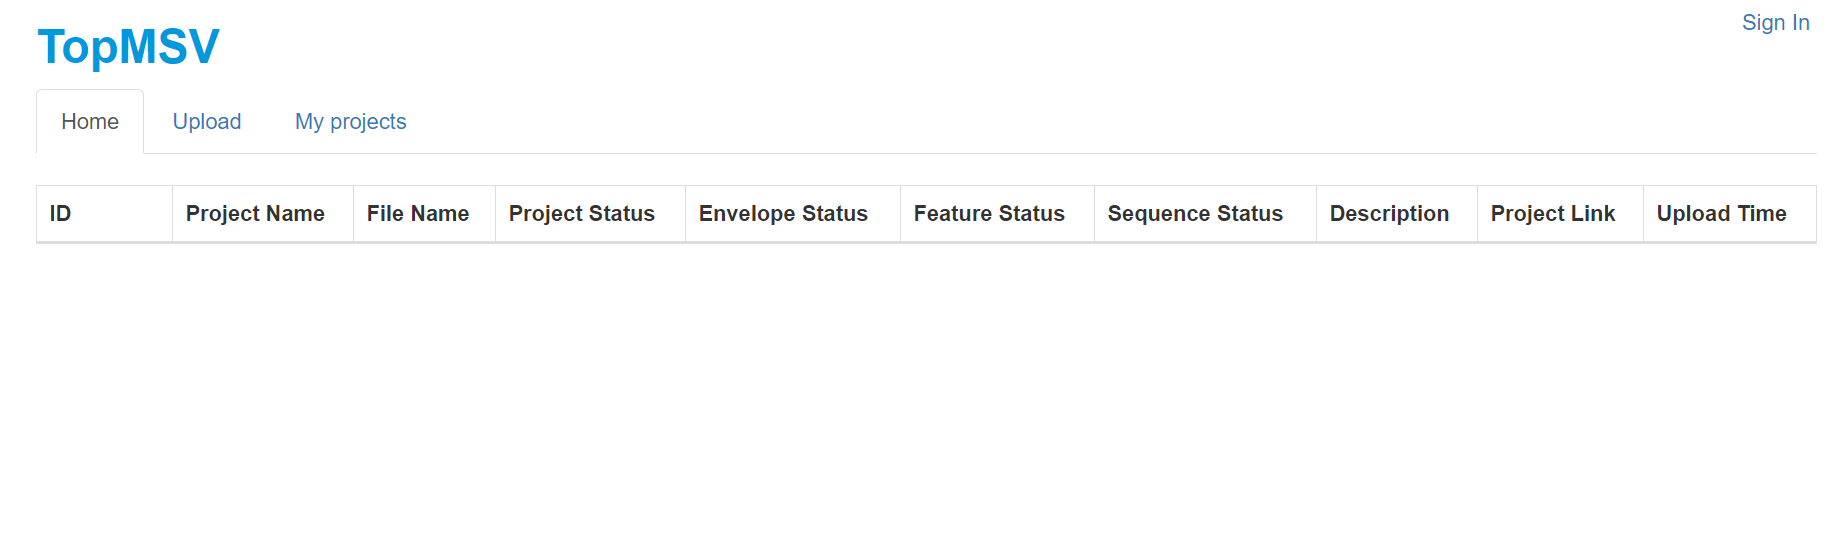 Sign In
TopMSV
Home Upload My projects
ID Project Name File Name Project Status Envelope Status Feature Status Sequence Status Description Project Link Upload Time